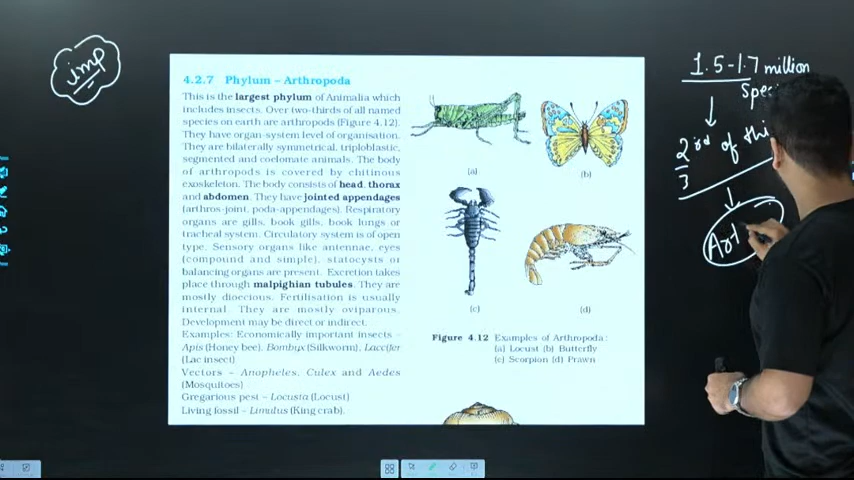 imp
4.2.7 Phylum – Arthropoda
This is the largest phylum of Animalia which
includes insects. Over two-thirds of all named
species on earth are arthropods (Figure 4.12).
They have organ-system level of organisation.
They are bilaterally symmetrical, triploblastic,
segmented and coelomate animals. The body
of arthropods is covered by chitinous
exoskeleton. The body consists of head, thorax
and abdomen. They have jointed appendages
(arthros-joint, poda-appendages). Respiratory
organs are gills, book gills, book lungs or
tracheal system. Circulatory system is of open
type. Sensory organs like antennae, eyes
(compound and simple), statocysts or
balancing organs are present. Excretion takes
place through malpighian tubules. They are
mostly dioecious. Fertilisation is usually
internal. They are mostly oviparous.
Development may be direct or indirect.
Examples: Economically important insects –
Apis (Honey bee), Bombyx (Silkworm), Laccifer
(Lac insect)
Vectors – Anopheles, Culex and Aedes
(Mosquitoes)
Gregarious pest – Locusta (Locust)
Living fossil – Limulus (King crab).
(a)
(b)
(c)
(d)
Figure 4.12 Examples of Arthropoda:
(a) Locust (b) Butterfly
(c) Scorpion (d) Prawn
1.5-1.7 million
2/3 rd of
Art